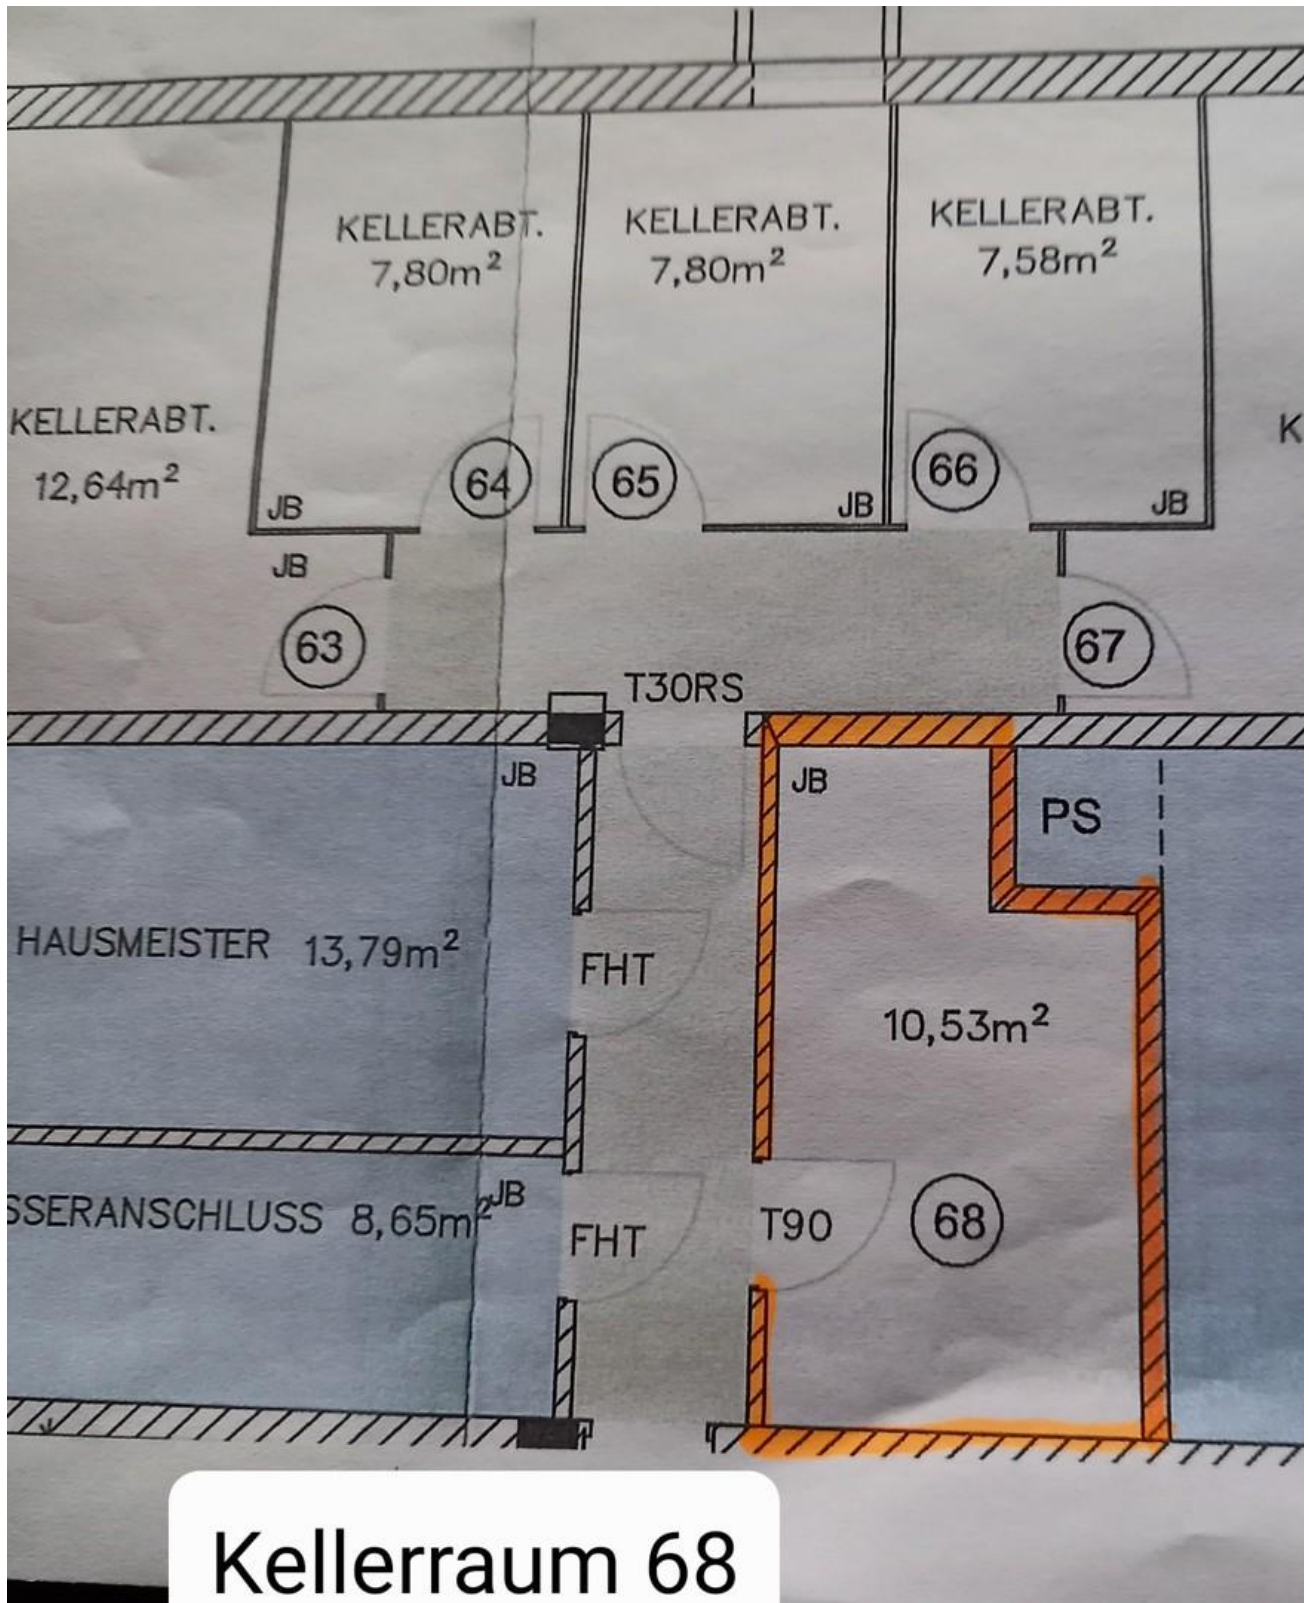 KELLERABT.
7,80m²
KELLERABT.
7,80m²
KELLERABT.
7,58m²
KELLERABT.
12,64m²
K
64
65
66
JB
JB
JB
JB
63
67
T30RS
JB
JB
PS
HAUSMEISTER 13,79m²
FHT
10,53m²
SSERANSCHLUSS 8,65m²
JB
FHT
T90
68
Kellerraum 68